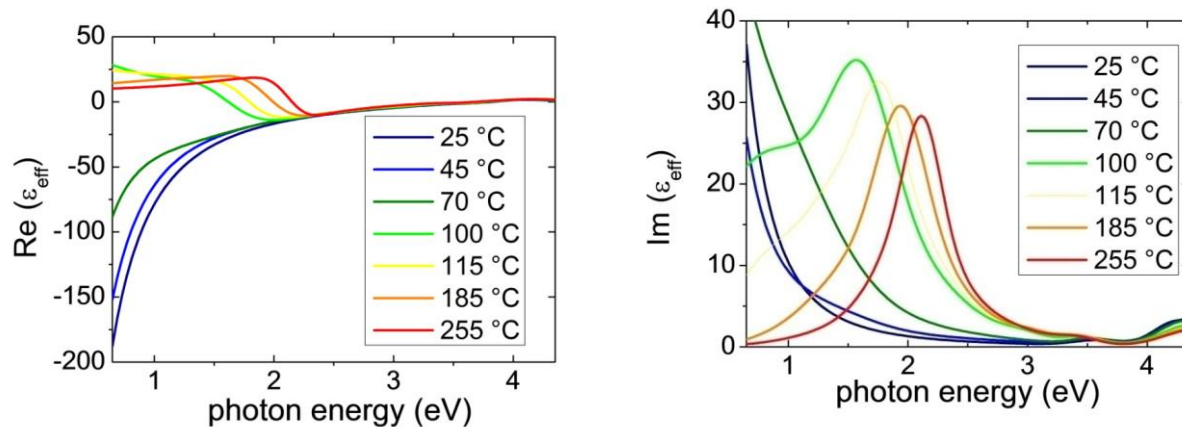 50
0
-50
-100
-150
-200
Re (ε_eff)
25 °C
45 °C
70 °C
100 °C
115 °C
185 °C
255 °C
1 2 3 4
photon energy (eV)
40
30
20
10
0
Im (ε_eff)
25 °C
45 °C
70 °C
100 °C
115 °C
185 °C
255 °C
1 2 3 4
photon energy (eV)